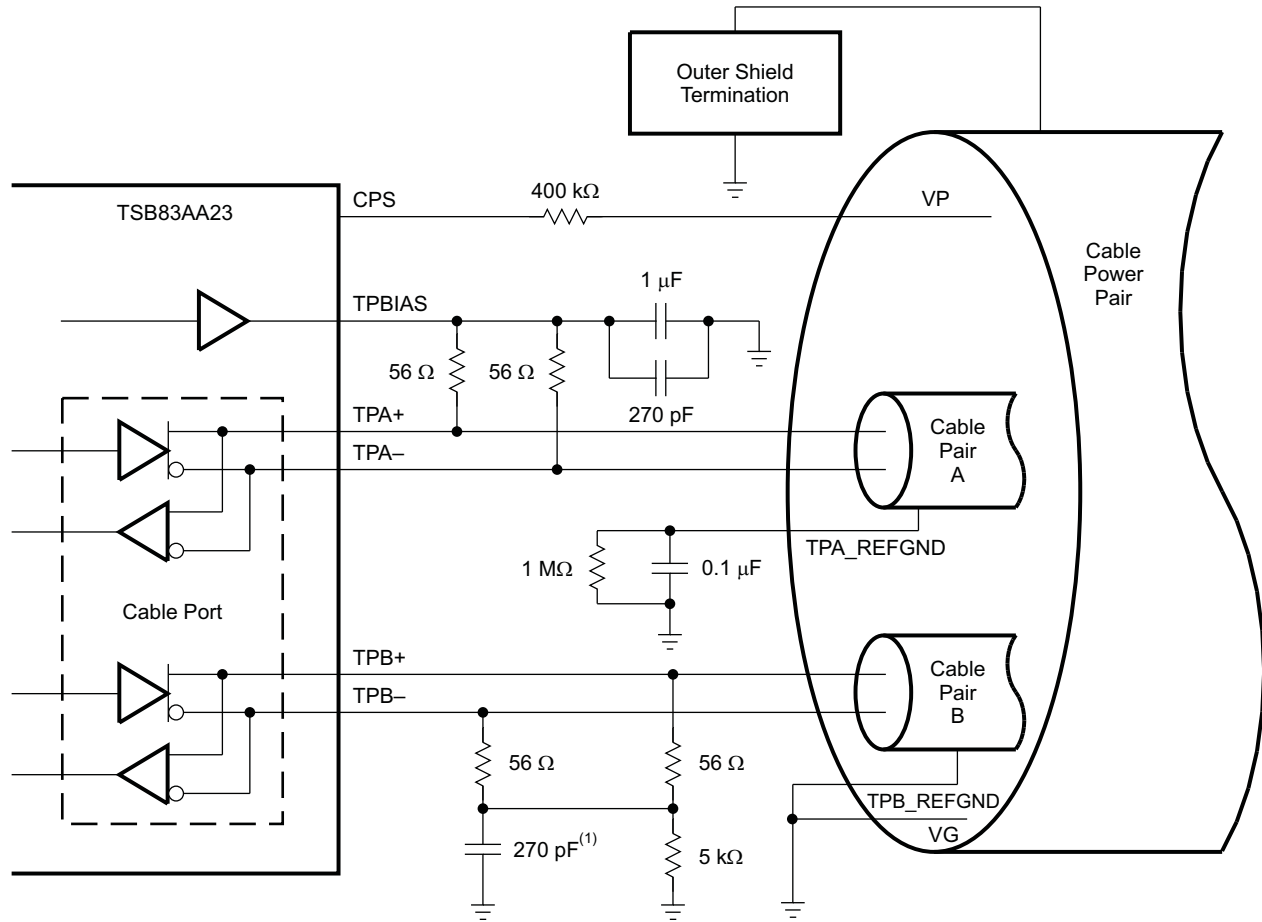 Outer Shield
Termination
TSB83AA23
CPS
400 kΩ
VP
Cable
Power
Pair
TPBIAS
1 μF
56 Ω
56 Ω
270 pF
TPA+
TPA–
Cable
Pair
A
TPA_REFGND
1 MΩ
0.1 μF
Cable Port
TPB+
TPB–
Cable
Pair
B
56 Ω
56 Ω
TPB_REFGND
VG
270 pF(1)
5 kΩ